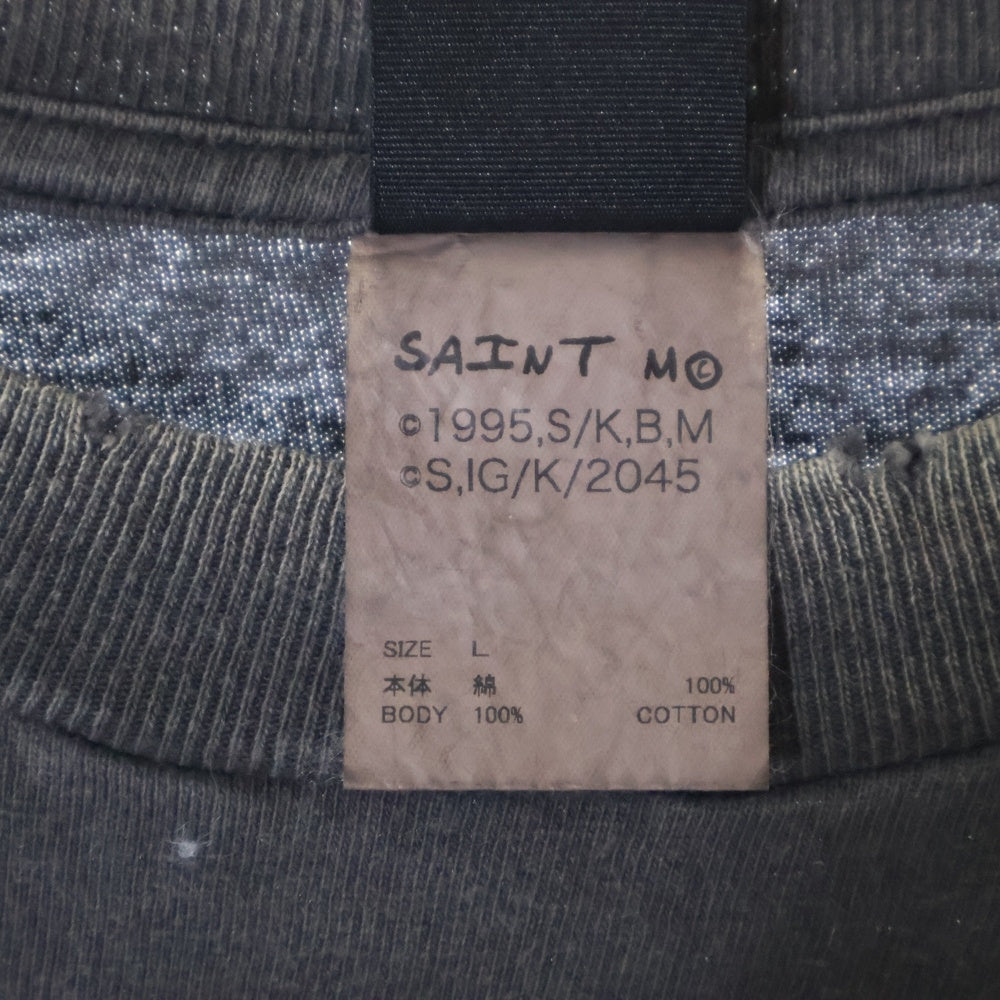 SAINT M©
©1995,S/K,B,M
©S,IG/K/2045
SIZE L
本体 綿 100%
BODY 100% COTTON